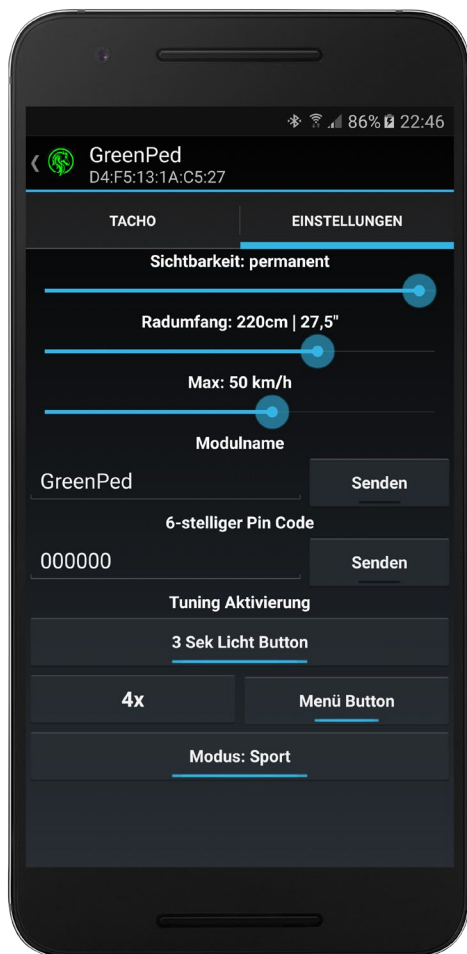 86% 22:46
GreenPed
D4:F5:13:1A:C5:27
TACHO EINSTELLUNGEN
Sichtbarkeit: permanent
Radumfang: 220cm | 27,5"
Max: 50 km/h
Modulname
GreenPed Senden
6-stelliger Pin Code
000000 Senden
Tuning Aktivierung
3 Sek Licht Button
4x Menü Button
Modus: Sport